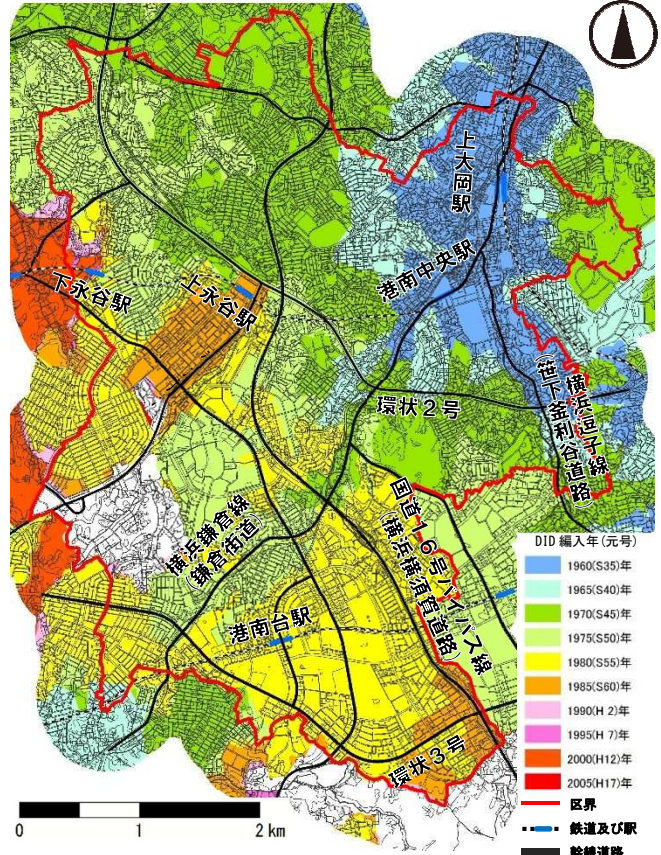 上大岡駅
港南中央駅
下永谷駅
上永谷駅
環状2号
横浜逗子線
(笹下釜利谷道路)
横浜鎌倉線
(鎌倉街道)
国道16号バイパス線
(横浜横須賀道路)
港南台駅
環状3号
DID 編入年(元号)
1960(S35)年
1965(S40)年
1970(S45)年
1975(S50)年
1980(S55)年
1985(S60)年
1990(H 2)年
1995(H 7)年
2000(H12)年
2005(H17)年
区界
鉄道及び駅
幹線道路
0 1 2 km